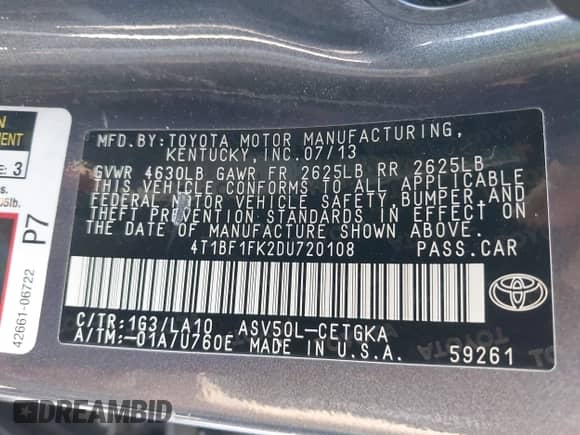 MFD.BY:TOYOTA MOTOR MANUFACTURING,
KENTUCKY,INC.07/13
GVWR 4630LB GAWR FR 2625LB RR 2625LB
THIS VEHICLE CONFORMS TO ALL APPLICABLE
FEDERAL MOTOR VEHICLE SAFETY,BUMPER,AND
THEFT PREVENTION STANDARDS IN EFFECT ON
THE DATE OF MANUFACTURE SHOWN ABOVE.
4T1BF1FK2DU720108 PASS.CAR
C/TR:1G3/LA10 ASV50L-CETGKA
A/TM:-01A/U760E MADE IN U.S.A.
59261
TOYOTA
3
P7
42661-06722
DREAMBID